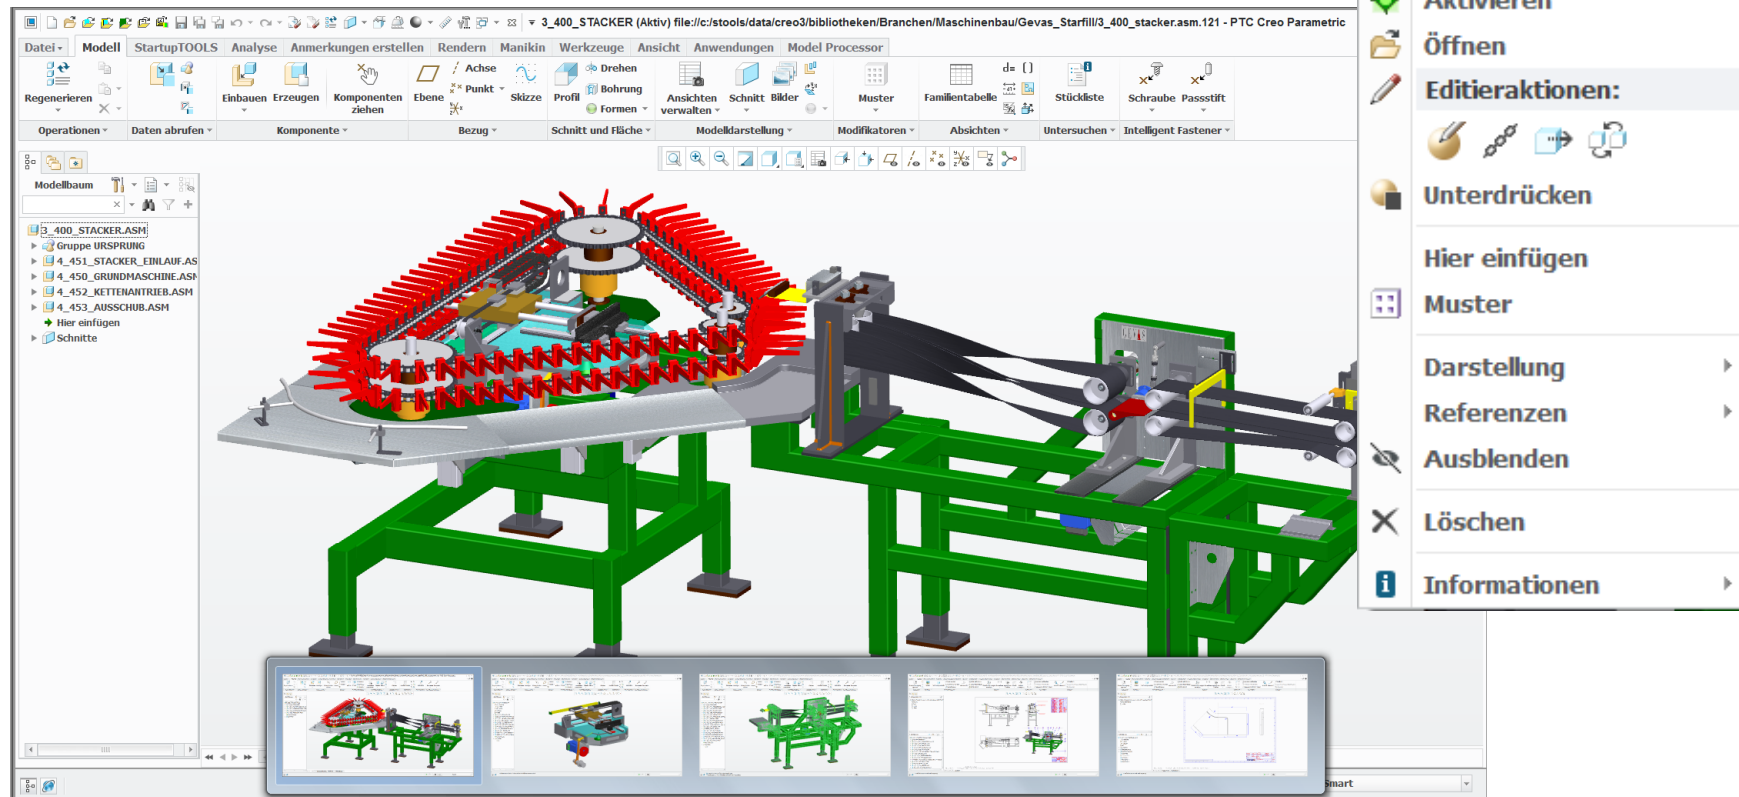 3_400_STACKER (Aktiv) file://c:/stools/data/creo3/bibliotheken/Branchen/Maschinenbau/Gevas_Starfill/3_400_stacker.asm.121 - PTC Creo Parametric
Datei Modell StartupTOOLS Analyse Anmerkungen erstellen Rendern Manikin Werkzeuge Ansicht Anwendungen Model Processor
Regenerieren
Einbauen Erzeugen
Komponenten
ziehen
Ebene
Achse
Punkt
Skizze
Profil
Drehen
Bohrung
Formen
Ansichten
verwalten
Schnitt Bilder
Muster
Familientabelle
d=
Stückliste
Schraube Passstift
Operationen Daten abrufen Komponente Bezug Schnitt und Fläche Modelldarstellung Modifikatoren Absichten Untersuchen Intelligent Fastener
Modellbaum
3_400_STACKER.ASM
Gruppe URSPRUNG
4_451_STACKER_EINLAUF.AS
4_450_GRUNDMASCHINE.ASM
4_452_KETTENANTRIEB.ASM
4_453_AUSSCHUB.ASM
Hier einfügen
Schnitte
Aktivieren
Öffnen
Editieraktionen:
Unterdrücken
Hier einfügen
Muster
Darstellung
Referenzen
Ausblenden
Löschen
Informationen
Smart